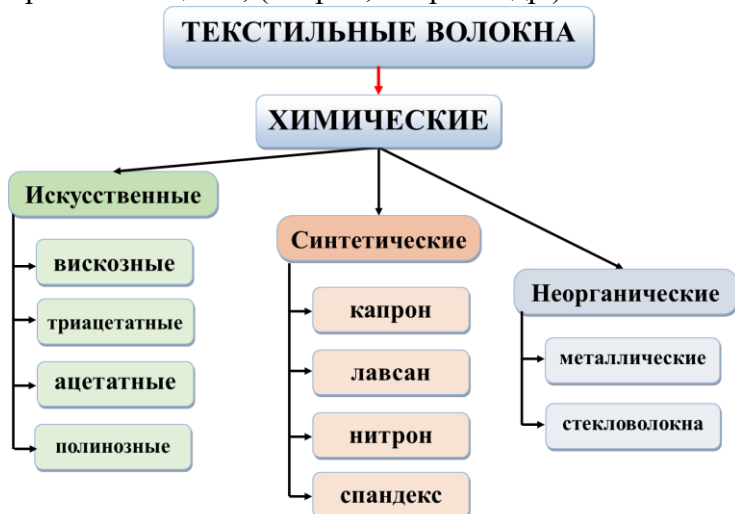 ТЕКСТИЛЬНЫЕ ВОЛОКНА
ХИМИЧЕСКИЕ
Искусственные
вискозные
триацетатные
ацетатные
полинозные
Синтетические
капрон
лавсан
нитрон
спандекс
Неорганические
металлические
стекловолокна